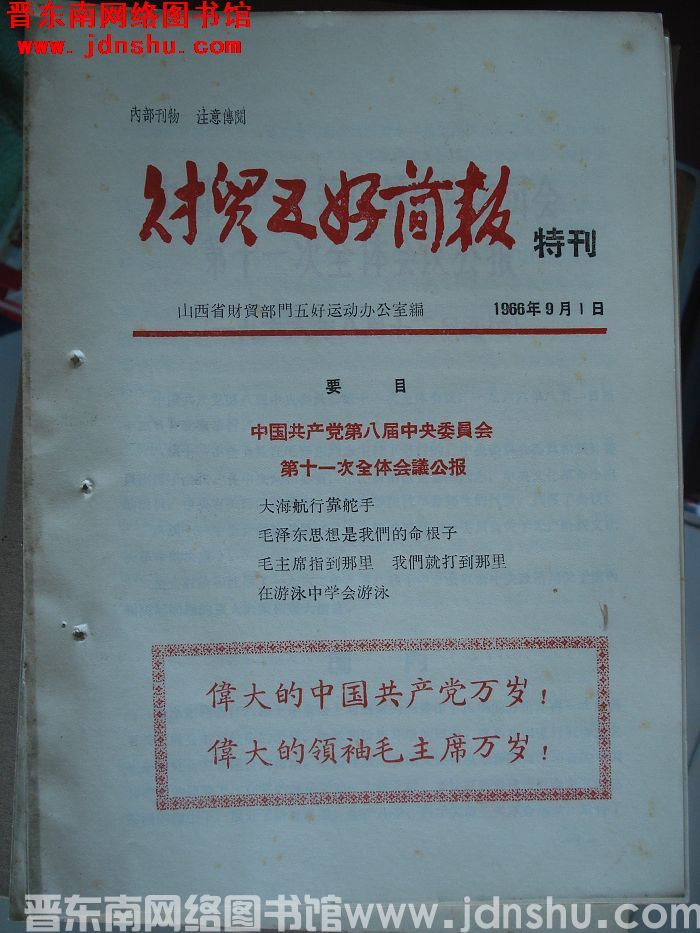 晋东南网络图书馆
www.jdnshu.com
內部刊物 注意傳閱
财贸五好简报 特刊
山西省財貿部門五好运动办公室編 1966年9月1日
要 目
中国共产党第八届中央委員会
第十一次全体会議公报
大海航行靠舵手
毛泽东思想是我們的命根子
毛主席指到那里 我們就打到那里
在游泳中学会游泳
偉大的中国共产党万岁!
偉大的領袖毛主席万岁!
晋东南网络图书馆www.jdnshu.com